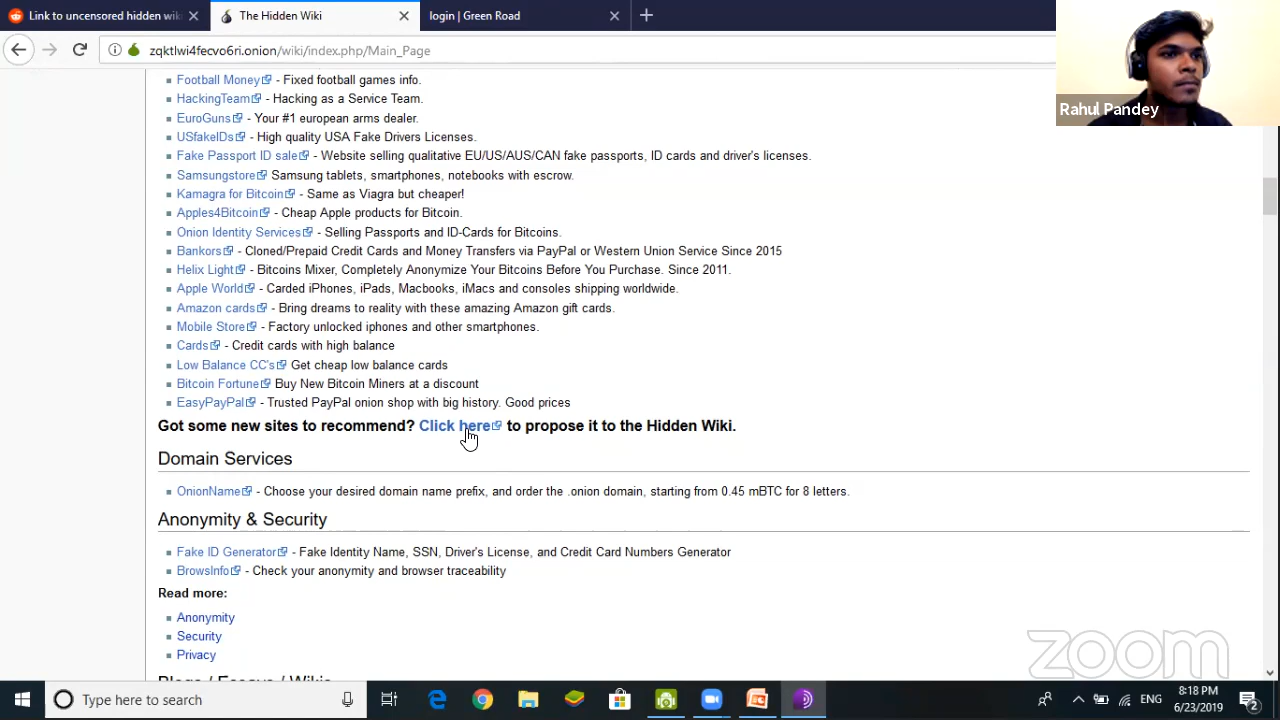 Link to uncensored hidden wiki
The Hidden Wiki
login | Green Road
zqktlwi4fecvo6ri.onion/wiki/index.php/Main_Page
Rahul Pandey
Football Money - Fixed football games info.
HackingTeam - Hacking as a Service Team.
EuroGuns - Your #1 european arms dealer.
USfakeIDs - High quality USA Fake Drivers Licenses.
Fake Passport ID sale - Website selling qualitative EU/US/AUS/CAN fake passports, ID cards and driver's licenses.
Samsungstore Samsung tablets, smartphones, notebooks with escrow.
Kamagra for Bitcoin - Same as Viagra but cheaper!
Apples4Bitcoin - Cheap Apple products for Bitcoin.
Onion Identity Services - Selling Passports and ID-Cards for Bitcoins.
Bankors - Cloned/Prepaid Credit Cards and Money Transfers via PayPal or Western Union Service Since 2015
Helix Light - Bitcoins Mixer, Completely Anonymize Your Bitcoins Before You Purchase. Since 2011.
Apple World - Carded iPhones, iPads, Macbooks, iMacs and consoles shipping worldwide.
Amazon cards - Bring dreams to reality with these amazing Amazon gift cards.
Mobile Store - Factory unlocked iphones and other smartphones.
Cards - Credit cards with high balance
Low Balance CC's Get cheap low balance cards
Bitcoin Fortune Buy New Bitcoin Miners at a discount
EasyPayPal - Trusted PayPal onion shop with big history. Good prices
Got some new sites to recommend? Click here to propose it to the Hidden Wiki.
Domain Services
OnionName - Choose your desired domain name prefix, and order the .onion domain, starting from 0.45 mBTC for 8 letters.
Anonymity & Security
Fake ID Generator - Fake Identity Name, SSN, Driver's License, and Credit Card Numbers Generator
BrowsInfo - Check your anonymity and browser traceability
Read more:
Anonymity
Security
Privacy
Blogs / Essays / Wikis
zoom
Type here to search
ENG
8:18 PM
6/23/2019
2